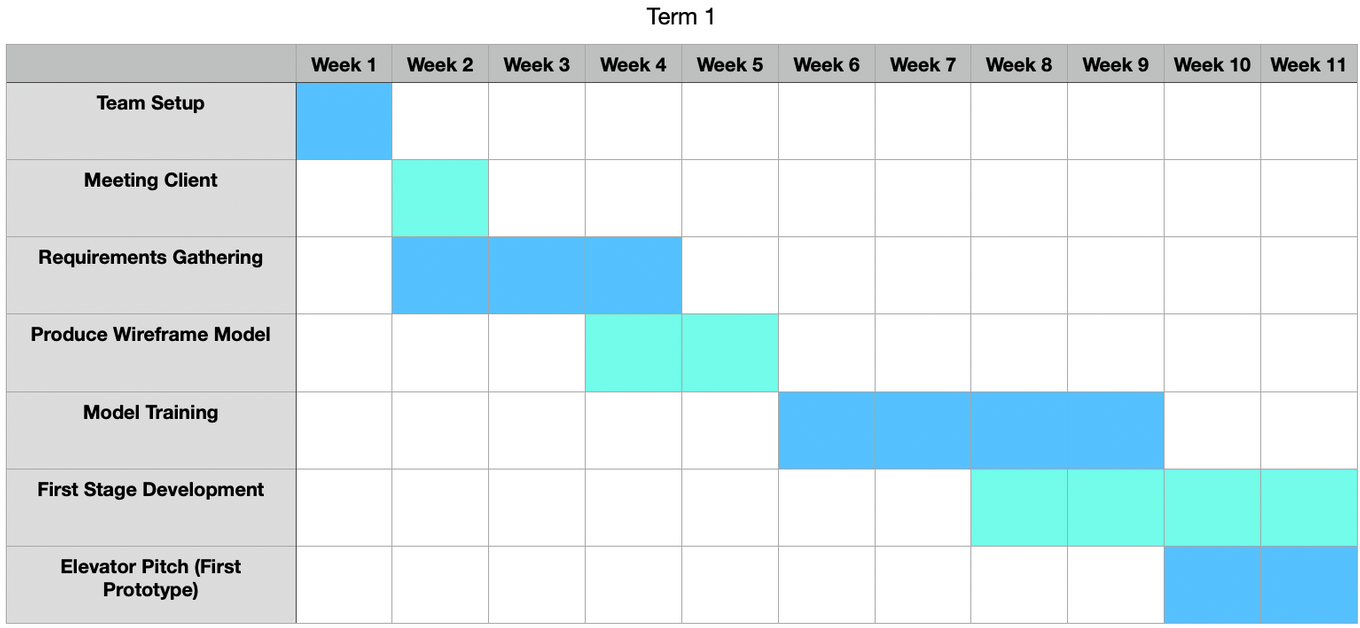 Term 1
Week 1 Week 2 Week 3 Week 4 Week 5 Week 6 Week 7 Week 8 Week 9 Week 10 Week 11
Team Setup
Meeting Client
Requirements Gathering
Produce Wireframe Model
Model Training
First Stage Development
Elevator Pitch (First
Prototype)